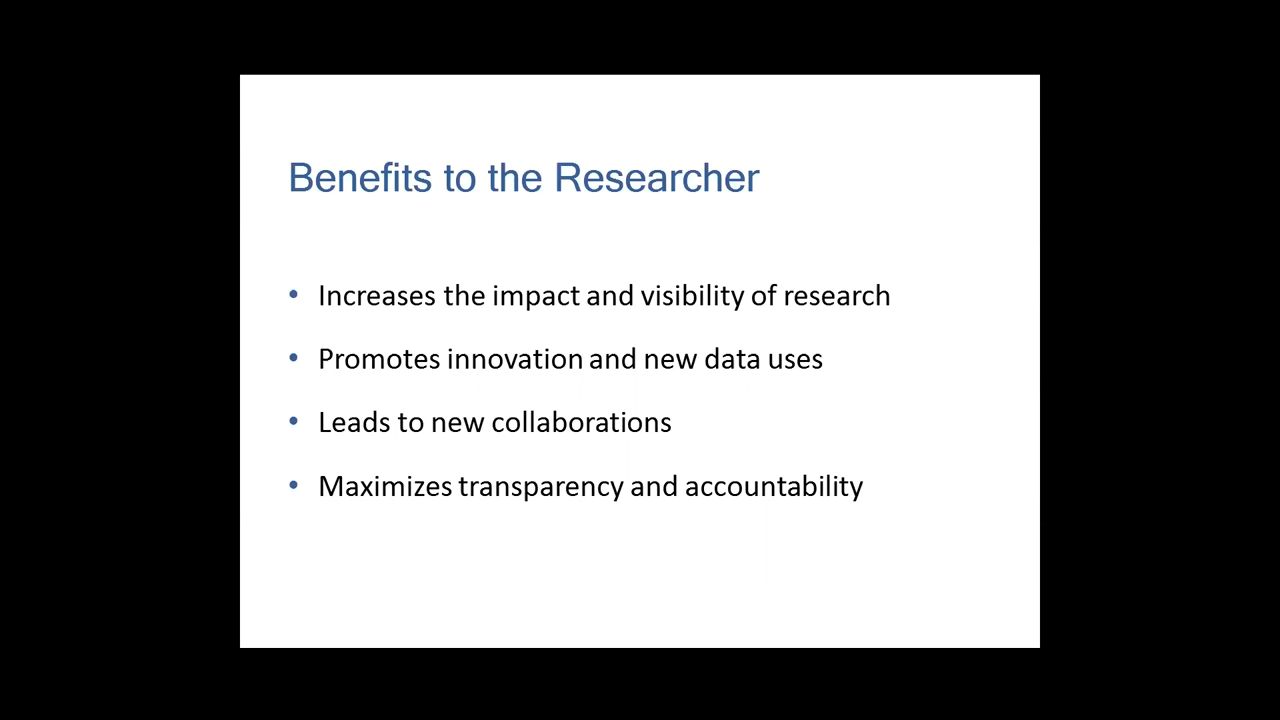 Benefits to the Researcher
• Increases the impact and visibility of research
• Promotes innovation and new data uses
• Leads to new collaborations
• Maximizes transparency and accountability